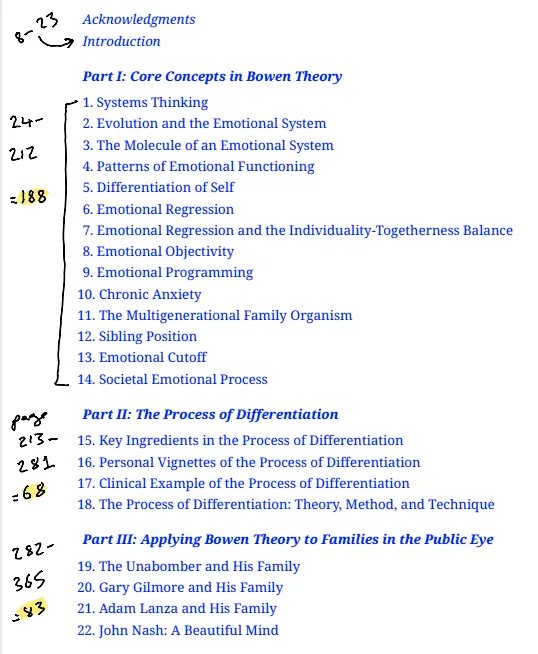 8-23
Acknowledgments
Introduction
Part I: Core Concepts in Bowen Theory
1. Systems Thinking
24-
2. Evolution and the Emotional System
3. The Molecule of an Emotional System
212
4. Patterns of Emotional Functioning
5. Differentiation of Self
=188
6. Emotional Regression
7. Emotional Regression and the Individuality-Togetherness Balance
8. Emotional Objectivity
9. Emotional Programming
10. Chronic Anxiety
11. The Multigenerational Family Organism
12. Sibling Position
13. Emotional Cutoff
14. Societal Emotional Process
page
Part II: The Process of Differentiation
213-
15. Key Ingredients in the Process of Differentiation
281
16. Personal Vignettes of the Process of Differentiation
17. Clinical Example of the Process of Differentiation
=68
18. The Process of Differentiation: Theory, Method, and Technique
Part III: Applying Bowen Theory to Families in the Public Eye
282-
19. The Unabomber and His Family
365
20. Gary Gilmore and His Family
=83
21. Adam Lanza and His Family
22. John Nash: A Beautiful Mind